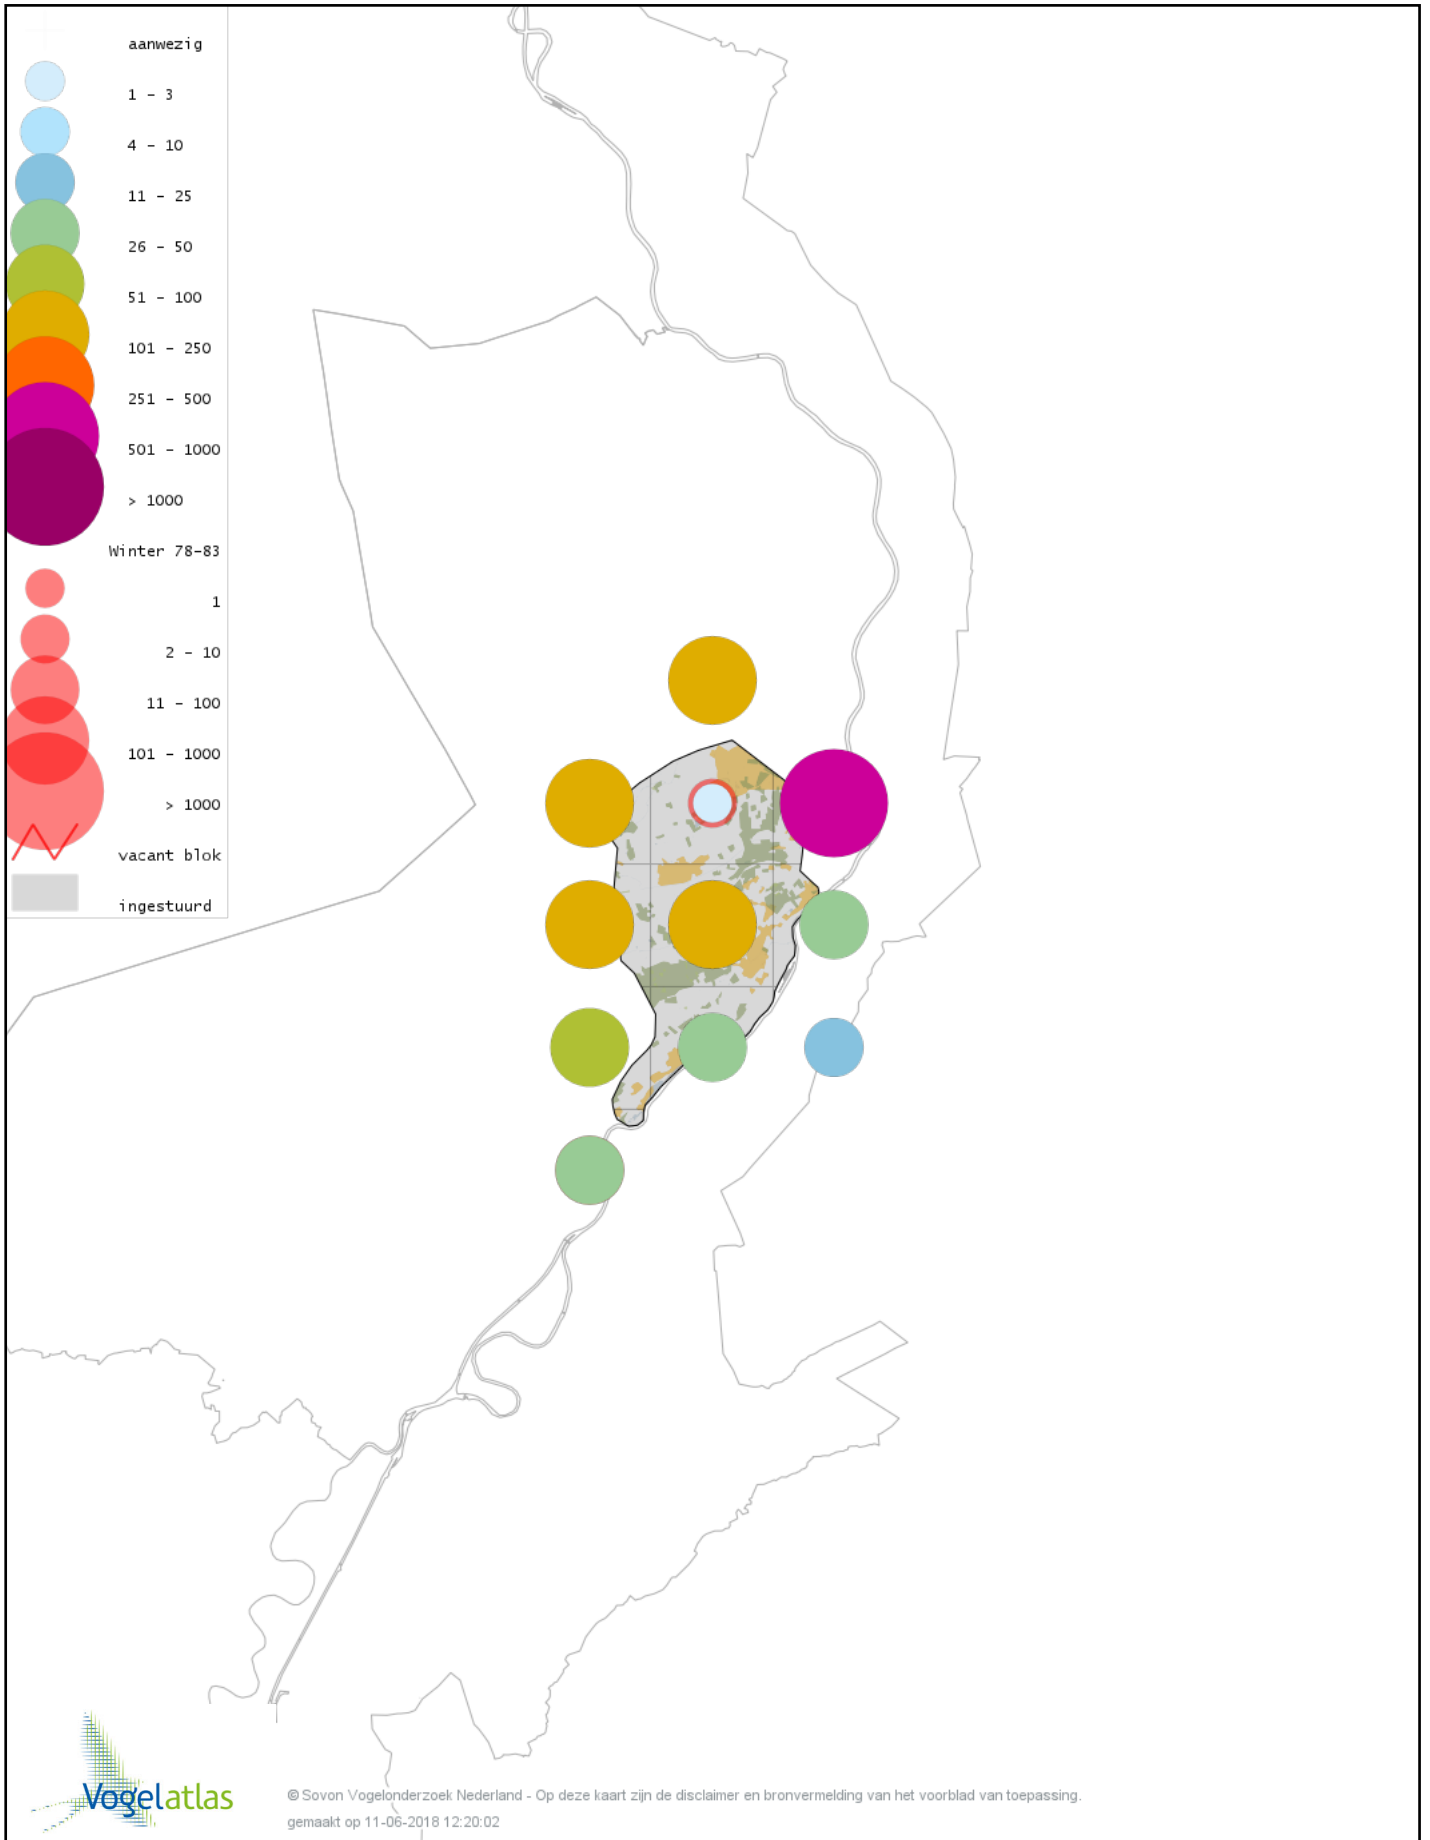 aanwezig
1 - 3
4 - 10
11 - 25
26 - 50
51 - 100
101 - 250
251 - 500
501 - 1000
> 1000
Winter 78-83
1
2 - 10
11 - 100
101 - 1000
> 1000
vacant blok
ingestuurd
Vogelatlas
© Sovon Vogelonderzoek Nederland - Op deze kaart zijn de disclaimer en bronvermelding van het voorblad van toepassing.
gemaakt op 11-06-2018 12:20:02